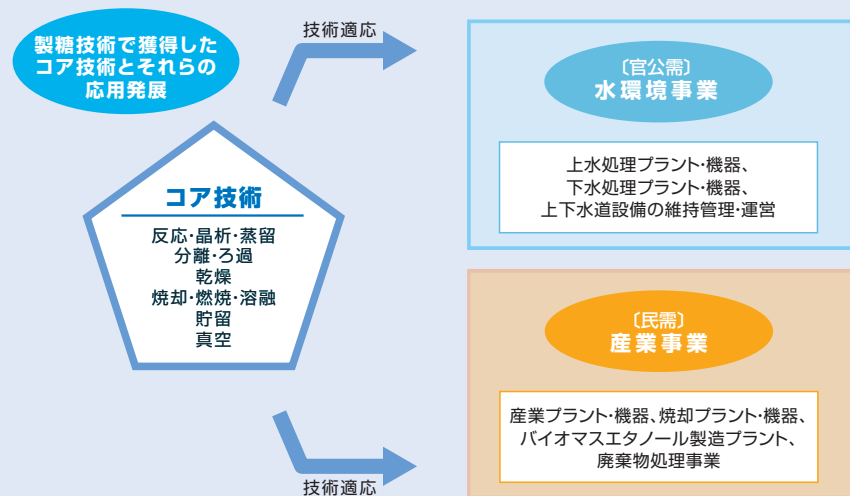 製糖技術で獲得した
コア技術とそれらの
応用発展
技術適応
コア技術
反応・晶析・蒸留
分離・ろ過
乾燥
焼却・燃焼・溶融
貯留
真空
技術適応
〔官公需〕
水環境事業
上水処理プラント・機器、
下水処理プラント・機器、
上下水道設備の維持管理・運営
〔民需〕
産業事業
産業プラント・機器、焼却プラント・機器、
バイオマスエタノール製造プラント、
廃棄物処理事業